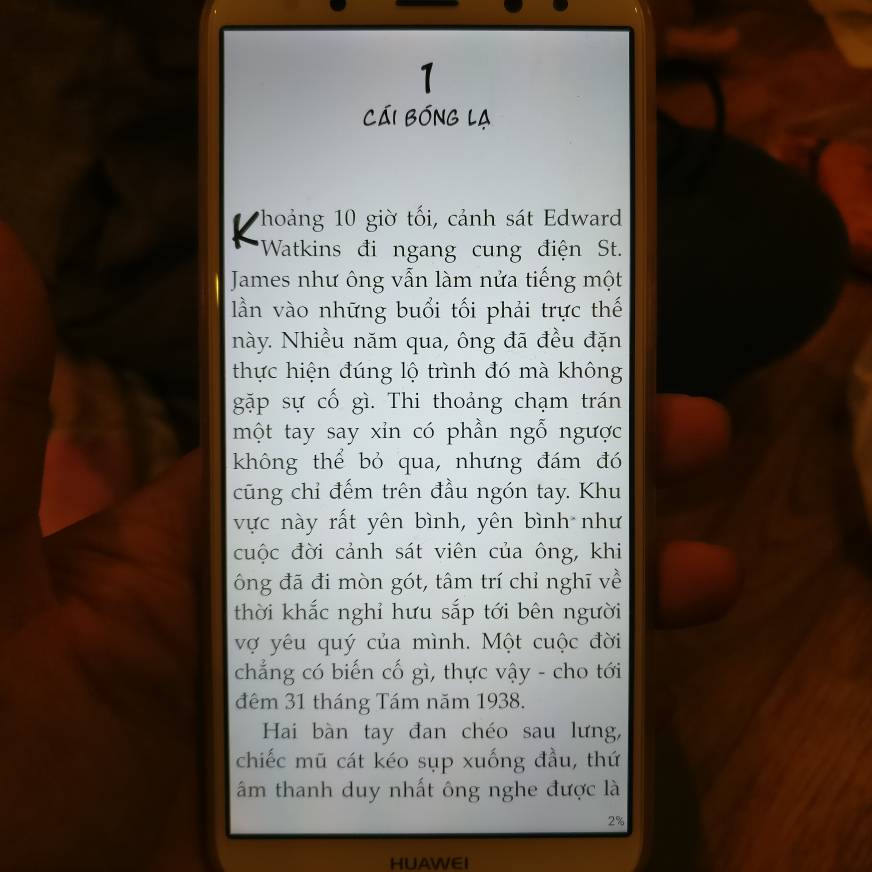 1
CÁI BÓNG LẠ
Khoảng 10 giờ tối, cảnh sát Edward
Watkins đi ngang cung điện St.
James như ông vẫn làm nửa tiếng một
lần vào những buổi tối phải trực thế
này. Nhiều năm qua, ông đã đều đặn
thực hiện đúng lộ trình đó mà không
gặp sự cố gì. Thi thoảng chạm trán
một tay say xỉn có phần ngỗ ngược
không thể bỏ qua, nhưng đám đó
cũng chỉ đếm trên đầu ngón tay. Khu
vực này rất yên bình, yên bình như
cuộc đời cảnh sát viên của ông, khi
ông đã đi mòn gót, tâm trí chỉ nghĩ về
thời khắc nghỉ hưu sắp tới bên người
vợ yêu quý của mình. Một cuộc đời
chẳng có biến cố gì, thực vậy - cho tới
đêm 31 tháng Tám năm 1938.
Hai bàn tay đan chéo sau lưng,
chiếc mũ cát kéo sụp xuống đầu, thứ
âm thanh duy nhất ông nghe được là
2%
HUAWEI